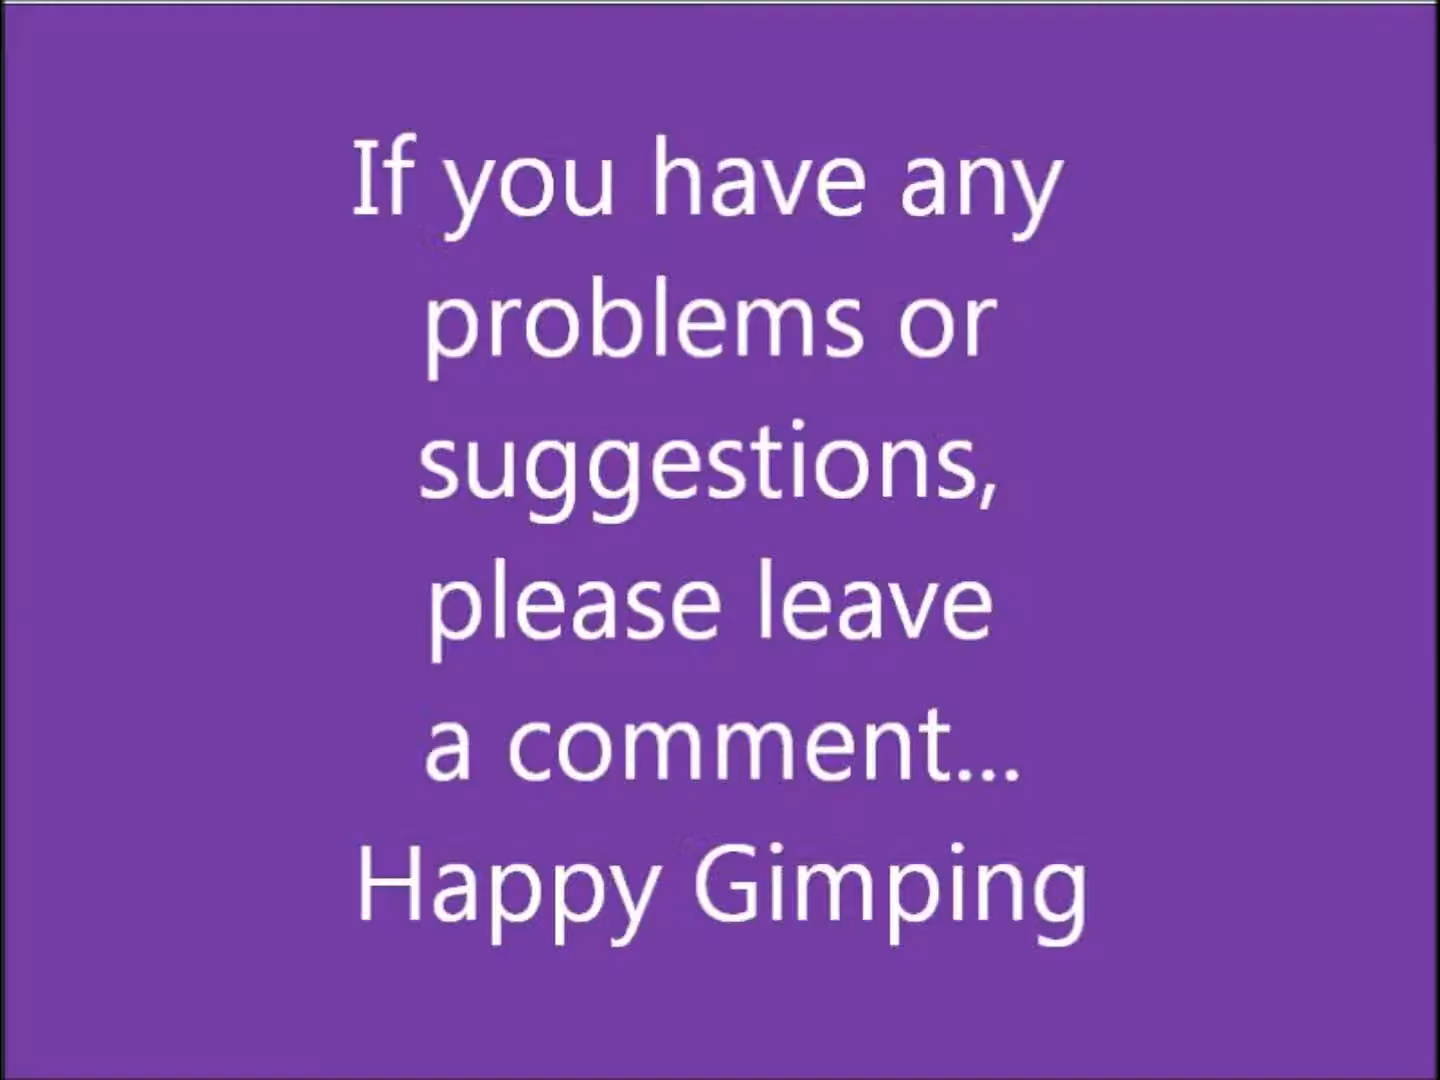 If you have any
problems or
suggestions,
please leave
a comment...
Happy Gimping